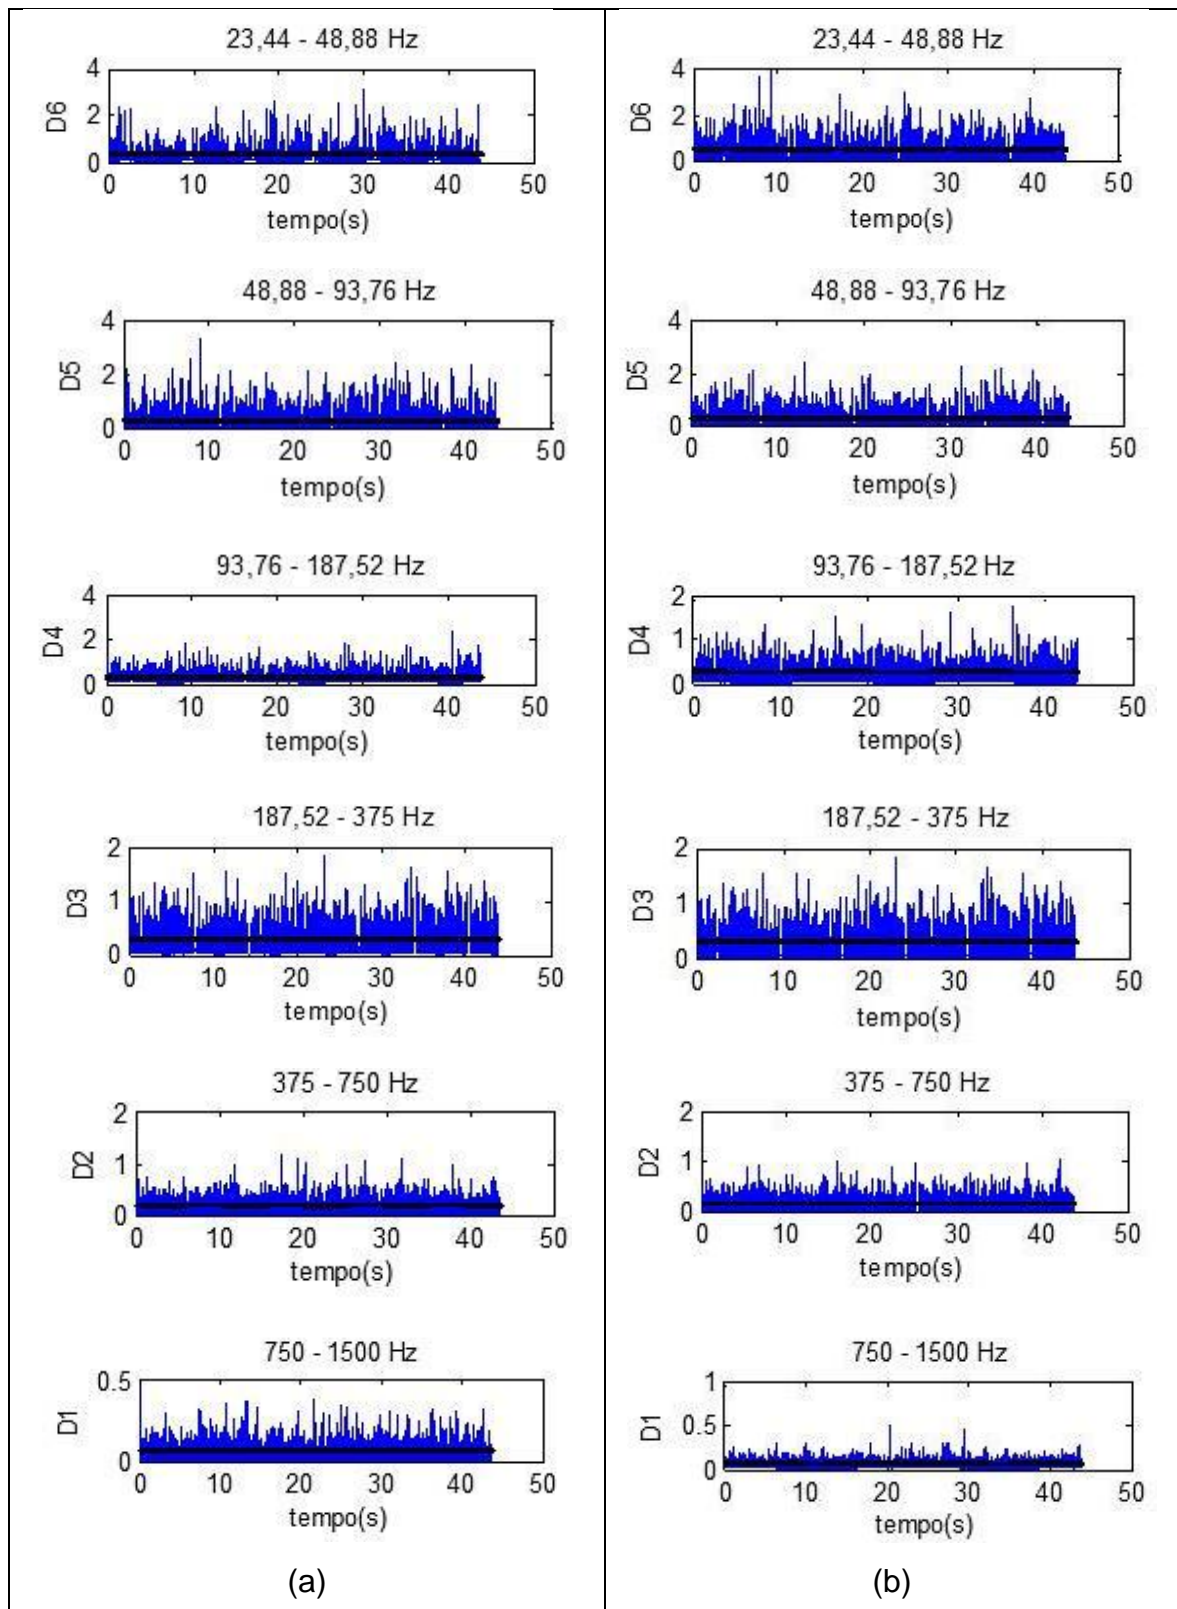 23,44 - 48,88 Hz
4
2
0
D6
0 10 20 30 40 50
tempo(s)
48,88 - 93,76 Hz
4
2
0
D5
0 10 20 30 40 50
tempo(s)
93,76 - 187,52 Hz
4
2
0
D4
0 10 20 30 40 50
tempo(s)
187,52 - 375 Hz
2
1
0
D3
0 10 20 30 40 50
tempo(s)
375 - 750 Hz
2
1
0
D2
0 10 20 30 40 50
tempo(s)
750 - 1500 Hz
0.5
0
D1
0 10 20 30 40 50
tempo(s)
(a)
23,44 - 48,88 Hz
4
2
0
D6
0 10 20 30 40 50
tempo(s)
48,88 - 93,76 Hz
4
2
0
D5
0 10 20 30 40 50
tempo(s)
93,76 - 187,52 Hz
2
1
0
D4
0 10 20 30 40 50
tempo(s)
187,52 - 375 Hz
2
1
0
D3
0 10 20 30 40 50
tempo(s)
375 - 750 Hz
2
1
0
D2
0 10 20 30 40 50
tempo(s)
750 - 1500 Hz
1
0.5
0
D1
0 10 20 30 40 50
tempo(s)
(b)